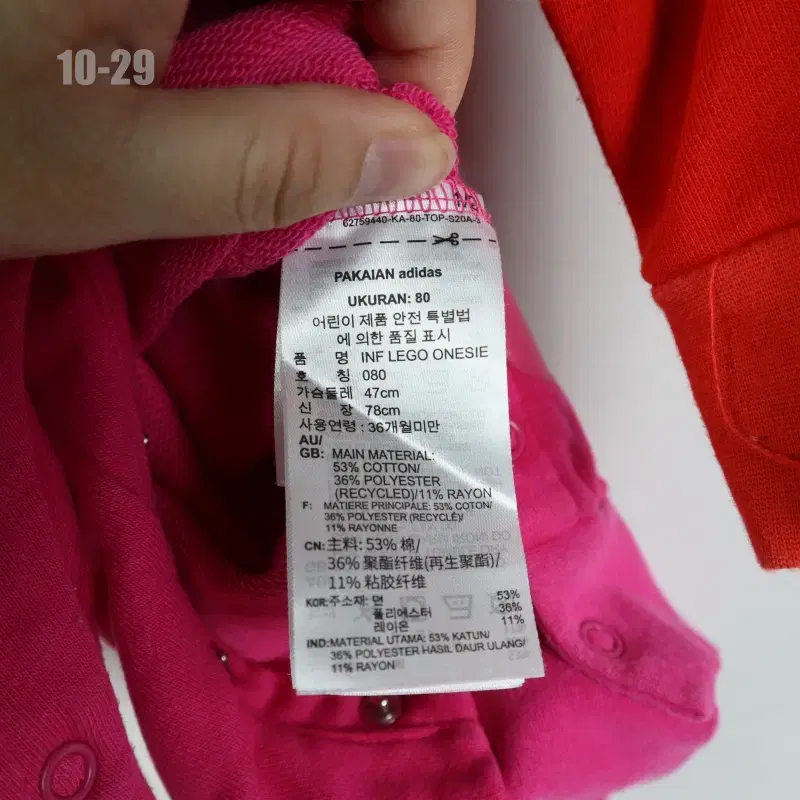 10-29
1/2
62759440-KA-80-TOP-S20A-3
PAKAIAN adidas
UKURAN: 80
어린이 제품 안전 특별법
에 의한 품질 표시
품 명 INF LEGO ONESIE
호 칭 080
가슴둘레 47cm
신 장 78cm
사용연령 : 36개월미만
AU/
GB: MAIN MATERIAL:
53% COTTON/
36% POLYESTER
(RECYCLED)/11% RAYON
F: MATIERE PRINCIPALE: 53% COTON/
36% POLYESTER (RECYCLÉ)/
11% RAYONNE
CN: 主料: 53% 棉/
36% 聚酯纤维(再生聚酯)/
11% 粘胶纤维
KOR: 주소재: 면 53%
폴리에스터 36%
레이온 11%
IND: MATERIAL UTAMA: 53% KATUN/
36% POLYESTER HASIL DAUR ULANG/
11% RAYON